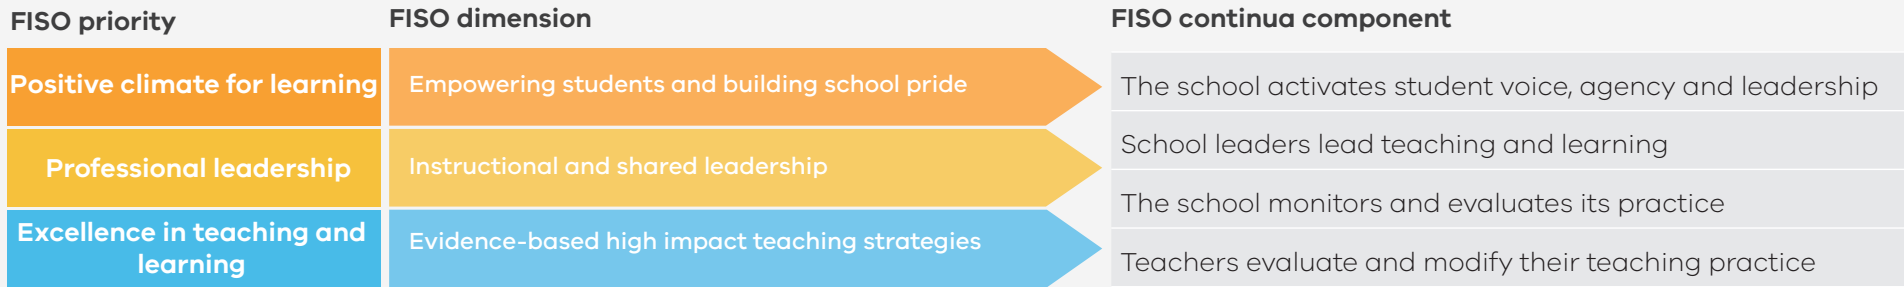 FISO priority
FISO dimension
FISO continua component
Positive climate for learning
Empowering students and building school pride
The school activates student voice, agency and leadership
Professional leadership
Instructional and shared leadership
School leaders lead teaching and learning
The school monitors and evaluates its practice
Excellence in teaching and
learning
Evidence-based high impact teaching strategies
Teachers evaluate and modify their teaching practice